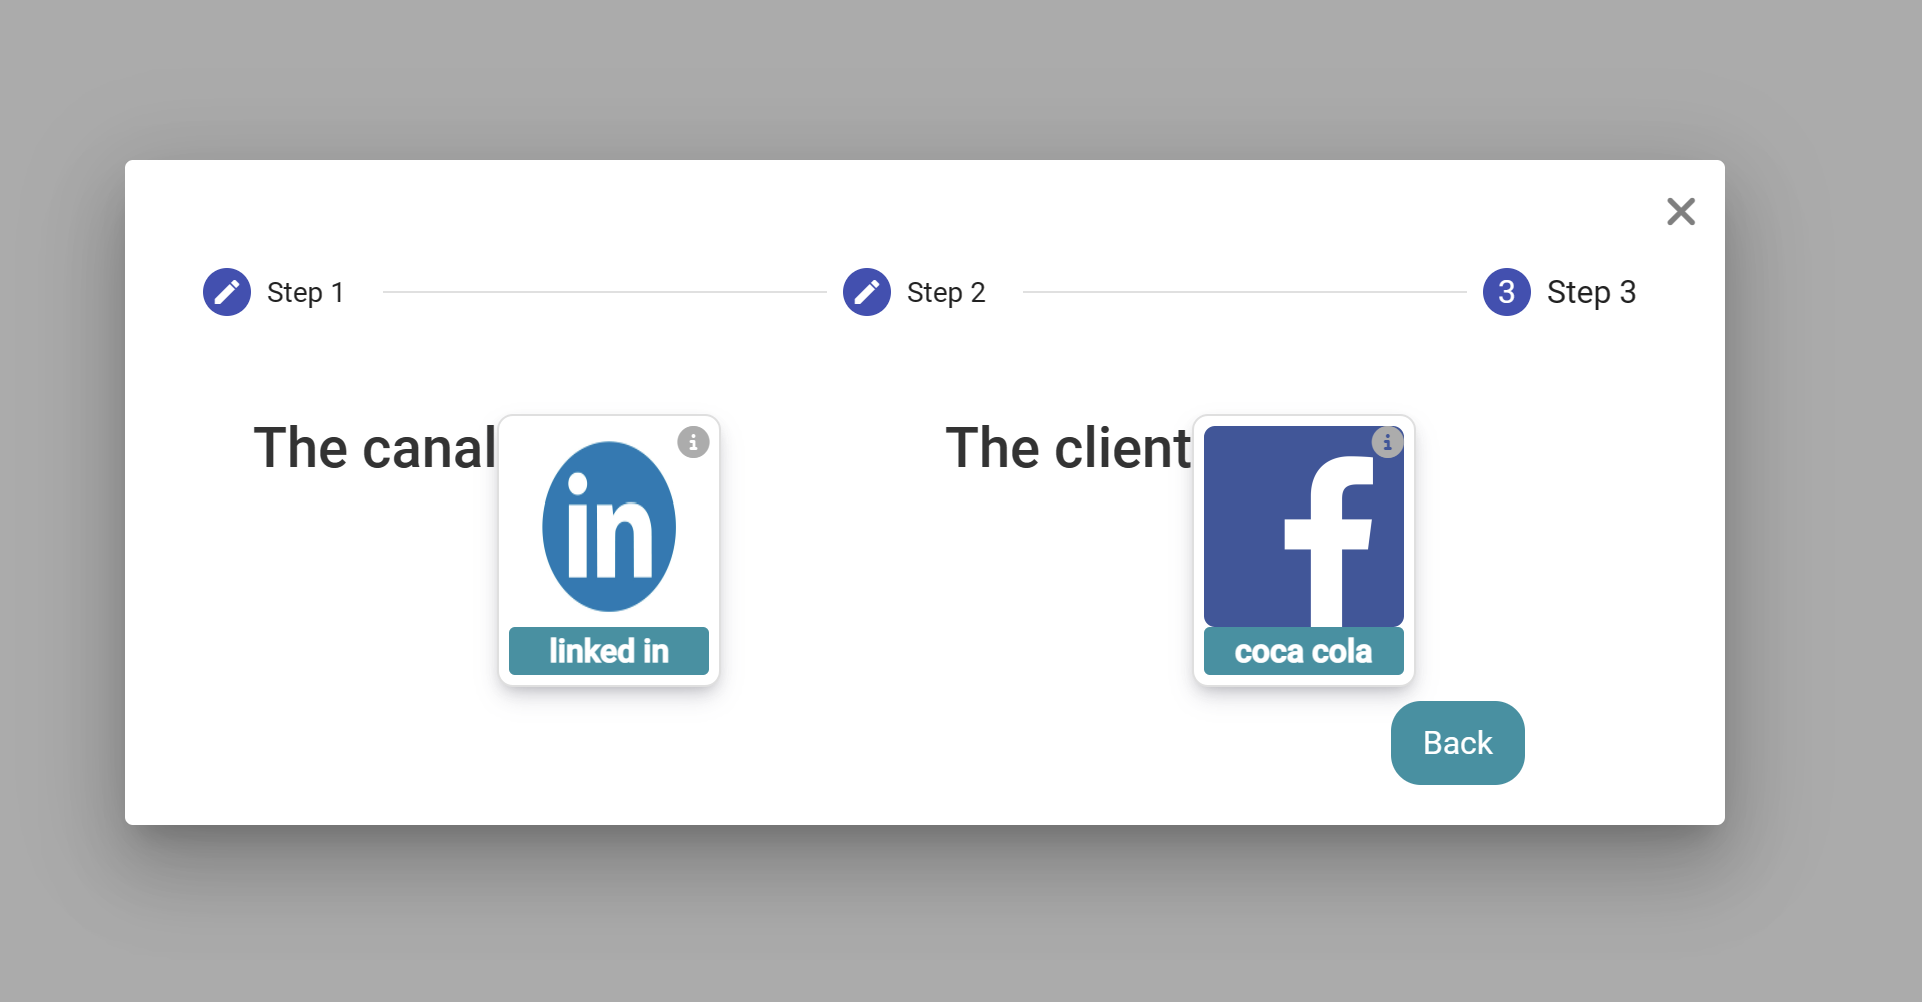 Step 1
Step 2
3 Step 3
The canal
in
linked in
The client
f
coca cola
Back